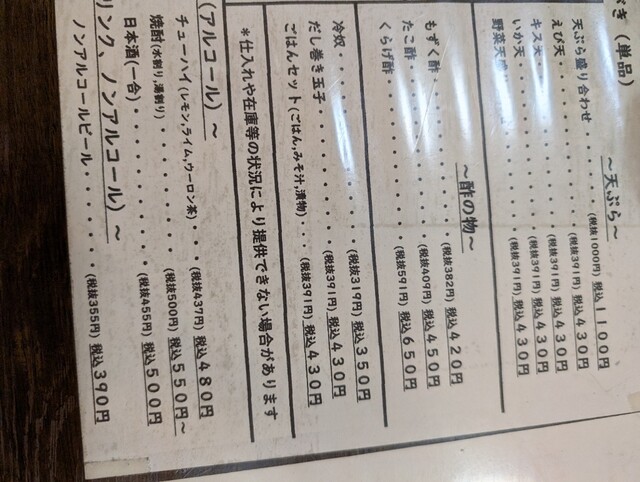 がき（単品）
～天ぷら～
天ぷら盛り合わせ・・(税抜1000円) 税込1100円
えび天・・・・・・・(税抜391円) 税込430円
キス天・・・・・・・(税抜391円) 税込430円
いか天・・・・・・・(税抜391円) 税込430円
野菜天・・・(税抜391円) 税込430円
～酢の物～
もずく酢・・・・・・・(税抜382円) 税込420円
たこ酢・・・・・・・・(税抜409円) 税込450円
くらげ酢・・・・・・・(税抜591円) 税込650円
冷奴・・・・・・・・・(税抜319円) 税込350円
だし巻き玉子・・・・・・(税抜391円) 税込430円
ごはんセット(ごはん,みそ汁,漬物)・・・(税抜391円) 税込430円
*仕入れや在庫等の状況により提供できない場合があります
(アルコール)～
チューハイ(レモン,ライム,ウーロン茶)・・(税抜437円) 税込480円
焼酎(水割り,湯割り)・・・・・・・(税抜500円) 税込550円～
日本酒(一合)・・・・・・・・(税抜455円) 税込500円
リンク、ノンアルコール)～
ノンアルコールビール・・・・・・(税抜355円) 税込390円